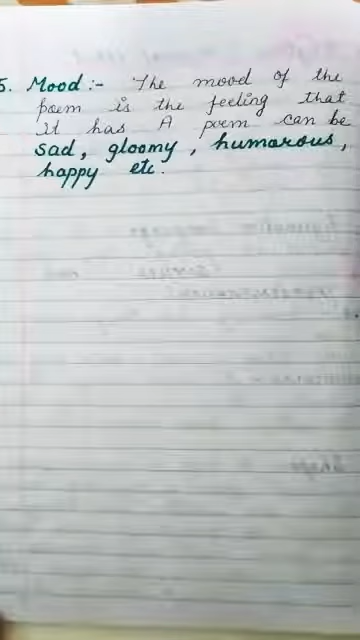 5. Mood :- The mood of the
poem is the feeling that
it has A poem can be
sad, gloomy, humarous,
happy etc.